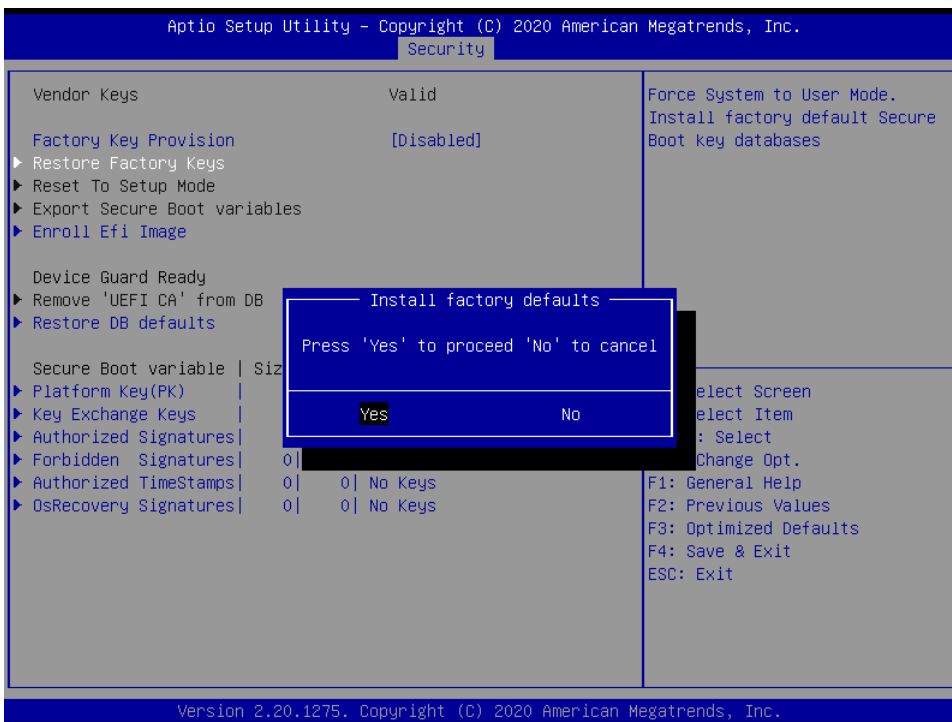 Aptio Setup Utility – Copyright (C) 2020 American Megatrends, Inc.
Security
Vendor Keys Valid
Factory Key Provision [Disabled]
Restore Factory Keys
Reset To Setup Mode
Export Secure Boot variables
Enroll Efi Image
Device Guard Ready
Remove 'UEFI CA' from DB
Restore DB defaults
Secure Boot variable | Siz
Platform Key(PK) |
Key Exchange Keys |
Authorized Signatures|
Forbidden Signatures| 0|
Authorized TimeStamps| 0| 0| No Keys
OsRecovery Signatures| 0| 0| No Keys
Install factory defaults
Press 'Yes' to proceed 'No' to cancel
Yes No
Force System to User Mode.
Install factory default Secure
Boot key databases
elect Screen
elect Item
: Select
Change Opt.
F1: General Help
F2: Previous Values
F3: Optimized Defaults
F4: Save & Exit
ESC: Exit
Version 2.20.1275. Copyright (C) 2020 American Megatrends, Inc.